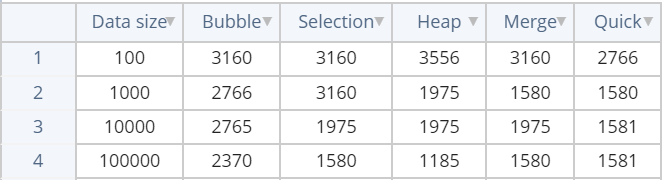 Data size Bubble Selection Heap Merge Quick
1 100 3160 3160 3556 3160 2766
2 1000 2766 3160 1975 1580 1580
3 10000 2765 1975 1975 1975 1581
4 100000 2370 1580 1185 1580 1581